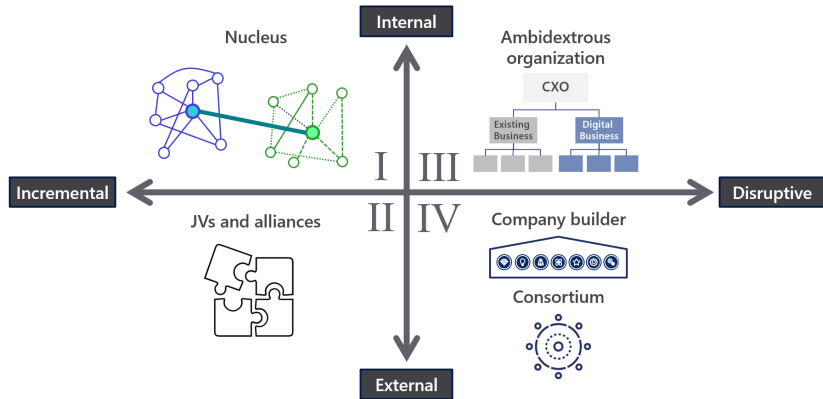 Internal
Nucleus
Ambidextrous
organization
CXO
Existing
Business
Digital
Business
I
III
Incremental
Disruptive
II
IV
JVs and alliances
Company builder
Consortium
External